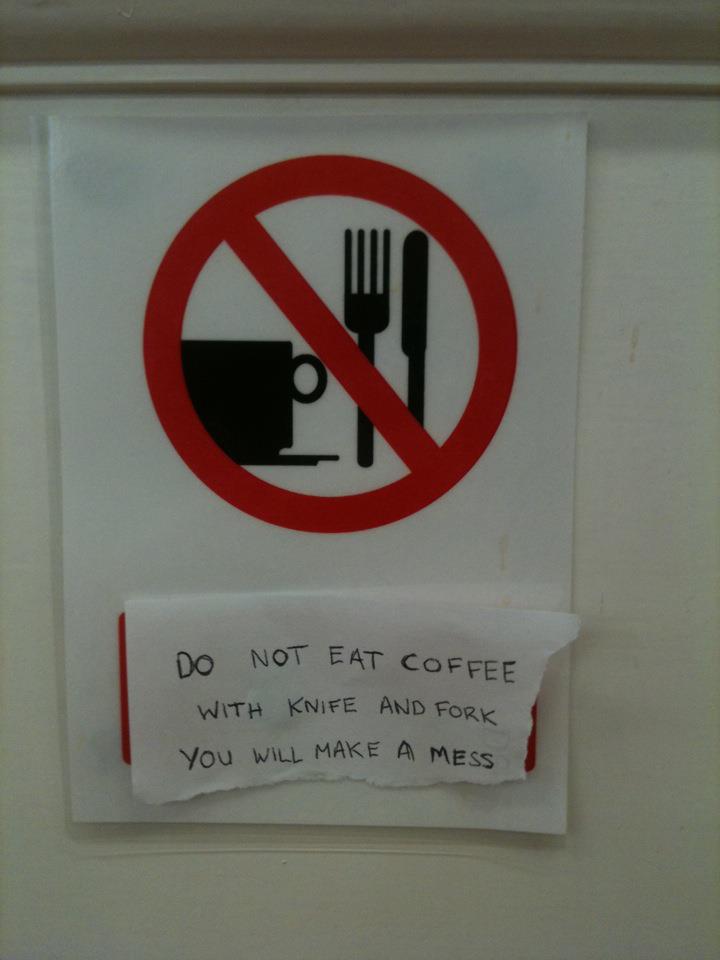 DO NOT EAT COFFEE
WITH KNIFE AND FORK
YOU WILL MAKE A MESS